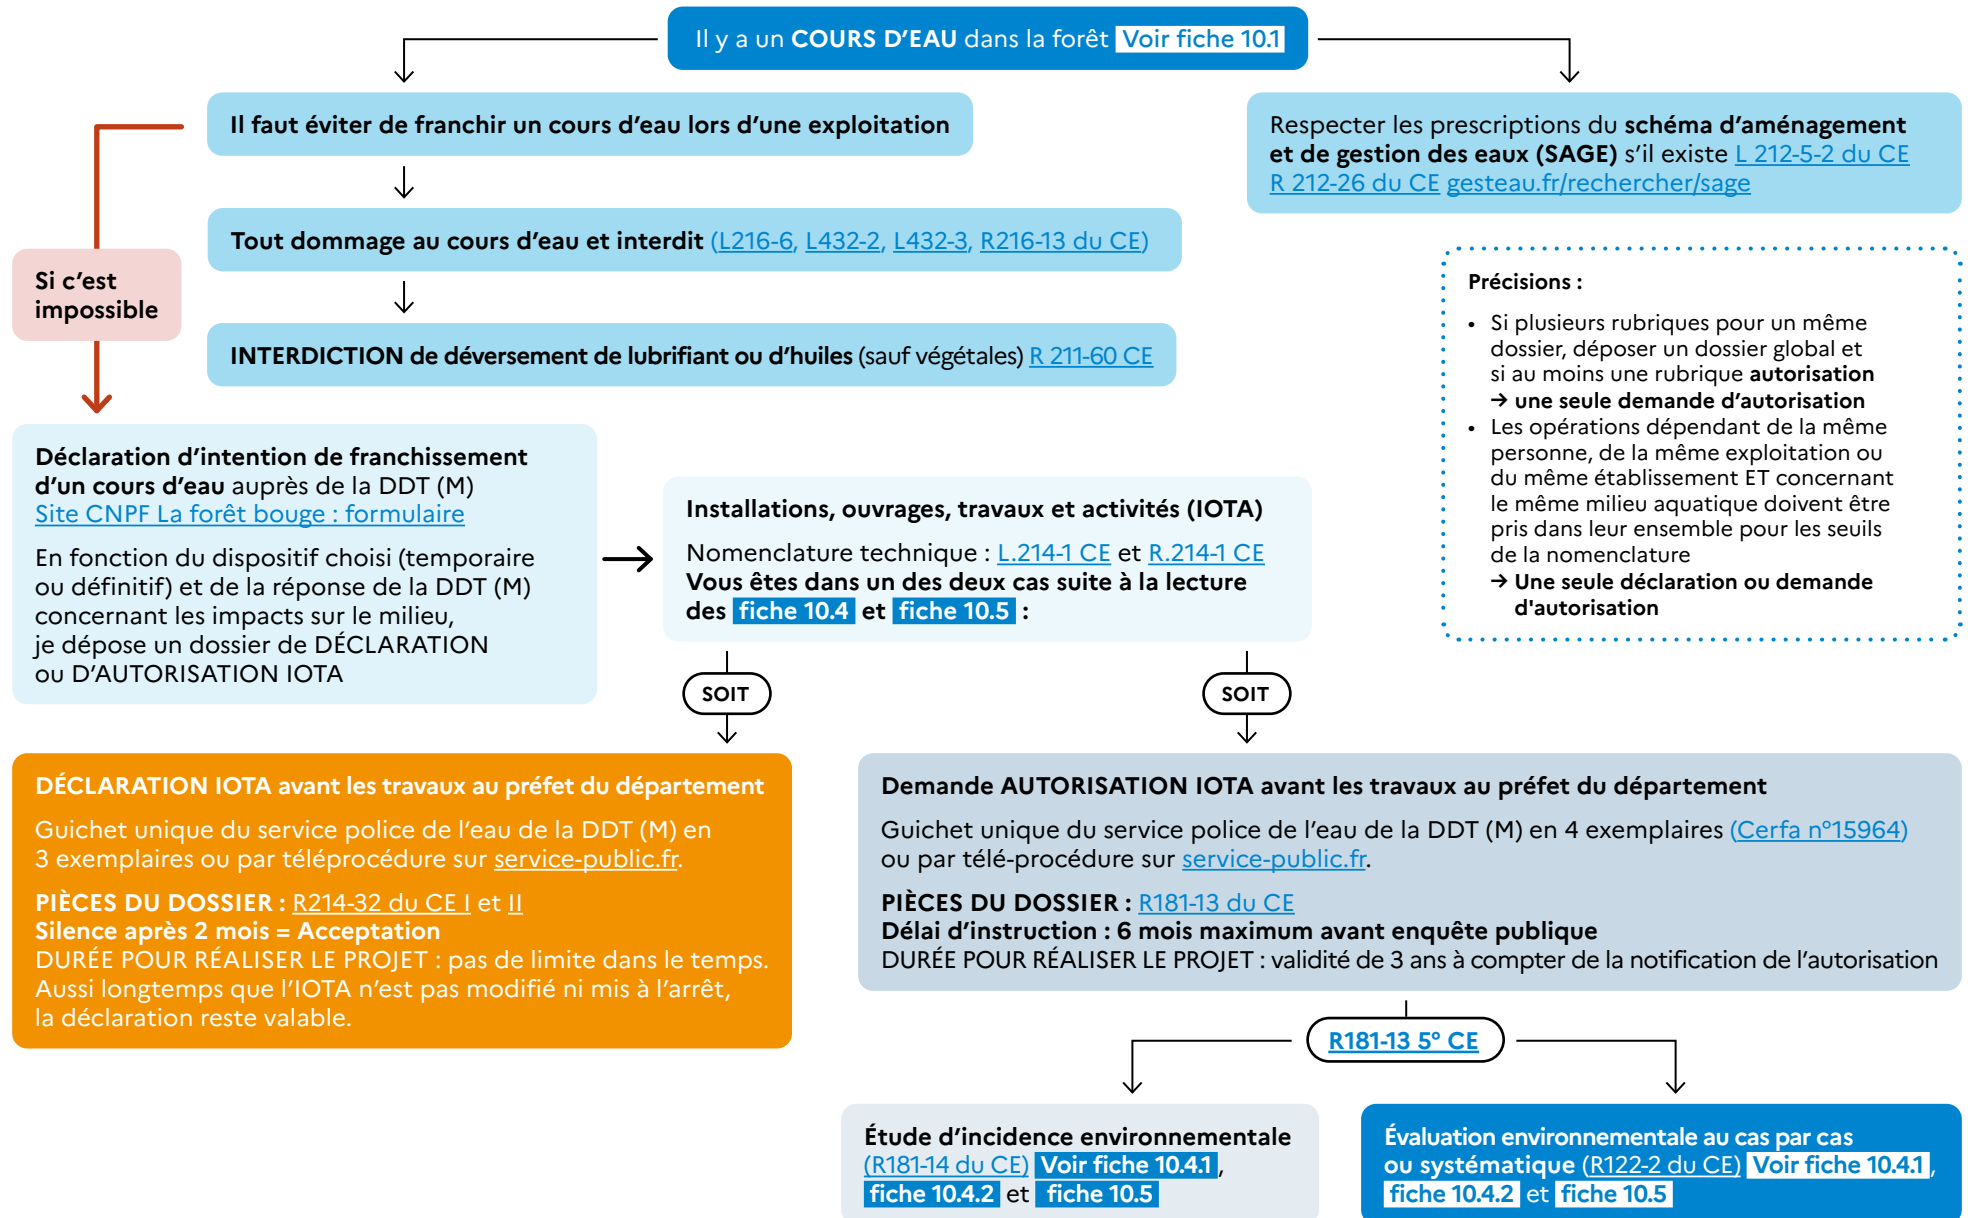 Il y a un COURS D'EAU dans la forêt Voir fiche 10.1
Il faut éviter de franchir un cours d'eau lors d'une exploitation
Respecter les prescriptions du schéma d'aménagement
et de gestion des eaux (SAGE) s'il existe L 212-5-2 du CE
R 212-26 du CE gesteau.fr/rechercher/sage
Tout dommage au cours d'eau et interdit (L216-6, L432-2, L432-3, R216-13 du CE)
Si c'est
impossible
INTERDICTION de déversement de lubrifiant ou d'huiles (sauf végétales) R 211-60 CE
Précisions :
• Si plusieurs rubriques pour un même
dossier, déposer un dossier global et
si au moins une rubrique autorisation
→ une seule demande d'autorisation
• Les opérations dépendant de la même
personne, de la même exploitation ou
du même établissement ET concernant
le même milieu aquatique doivent être
pris dans leur ensemble pour les seuils
de la nomenclature
→ Une seule déclaration ou demande
d'autorisation
Déclaration d'intention de franchissement
d'un cours d'eau auprès de la DDT (M)
Site CNPF La forêt bouge : formulaire
En fonction du dispositif choisi (temporaire
ou définitif) et de la réponse de la DDT (M)
concernant les impacts sur le milieu,
je dépose un dossier de DÉCLARATION
ou D'AUTORISATION IOTA
Installations, ouvrages, travaux et activités (IOTA)
Nomenclature technique : L.214-1 CE et R.214-1 CE
Vous êtes dans un des deux cas suite à la lecture
des fiche 10.4 et fiche 10.5 :
SOIT
SOIT
DÉCLARATION IOTA avant les travaux au préfet du département
Guichet unique du service police de l'eau de la DDT (M) en
3 exemplaires ou par téléprocédure sur service-public.fr.
PIÈCES DU DOSSIER : R214-32 du CE I et II
Silence après 2 mois = Acceptation
DURÉE POUR RÉALISER LE PROJET : pas de limite dans le temps.
Aussi longtemps que l'IOTA n'est pas modifié ni mis à l'arrêt,
la déclaration reste valable.
Demande AUTORISATION IOTA avant les travaux au préfet du département
Guichet unique du service police de l'eau de la DDT (M) en 4 exemplaires (Cerfa n°15964)
ou par télé-procédure sur service-public.fr.
PIÈCES DU DOSSIER : R181-13 du CE
Délai d'instruction : 6 mois maximum avant enquête publique
DURÉE POUR RÉALISER LE PROJET : validité de 3 ans à compter de la notification de l'autorisation
R181-13 5° CE
Étude d'incidence environnementale
(R181-14 du CE) Voir fiche 10.4.1,
fiche 10.4.2 et fiche 10.5
Évaluation environnementale au cas par cas
ou systématique (R122-2 du CE) Voir fiche 10.4.1,
fiche 10.4.2 et fiche 10.5